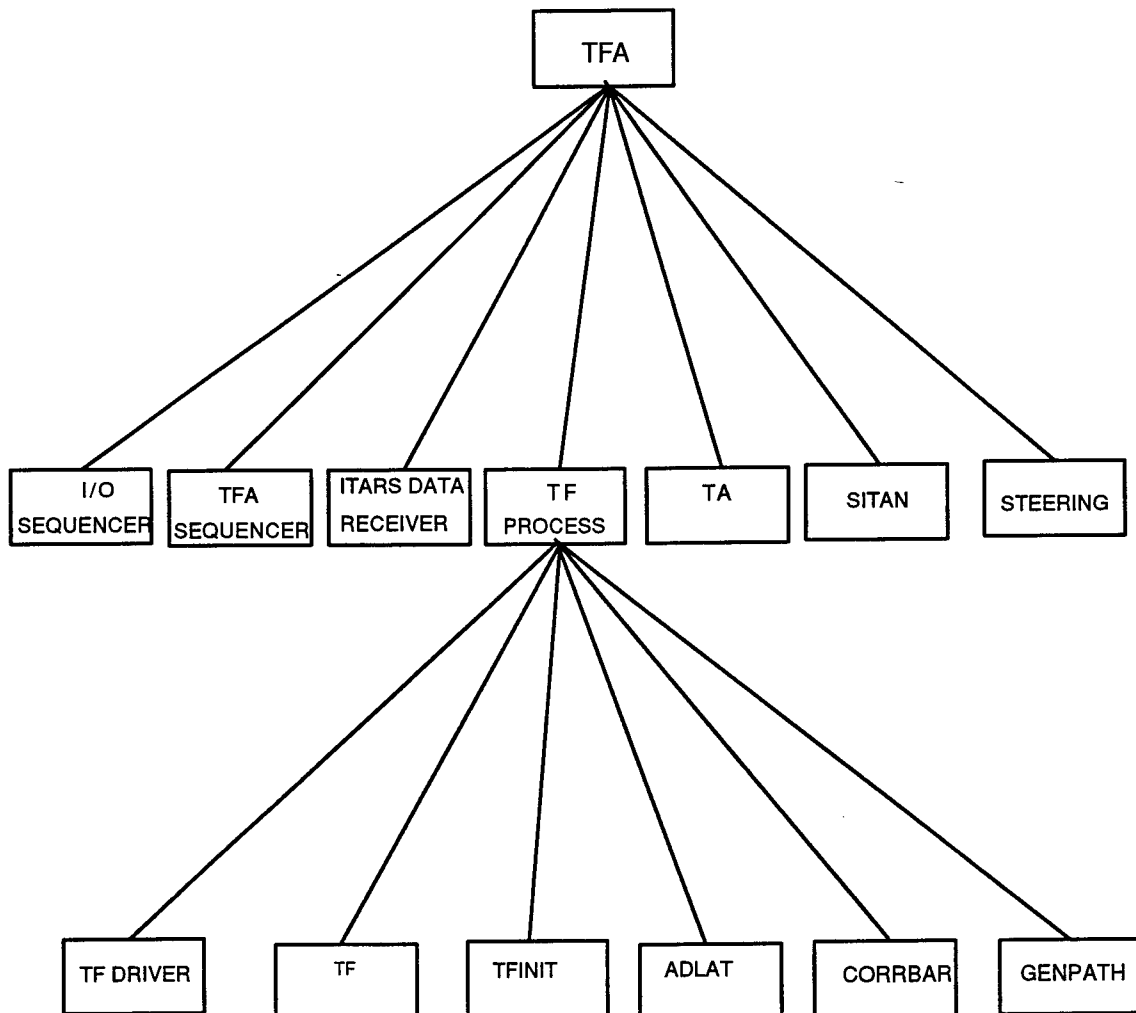 TFA
I/O
SEQUENCER
TFA
SEQUENCER
ITARS DATA
RECEIVER
TF
PROCESS
TA
SITAN
STEERING
TF DRIVER
TF
TFINIT
ADLAT
CORRBAR
GENPATH